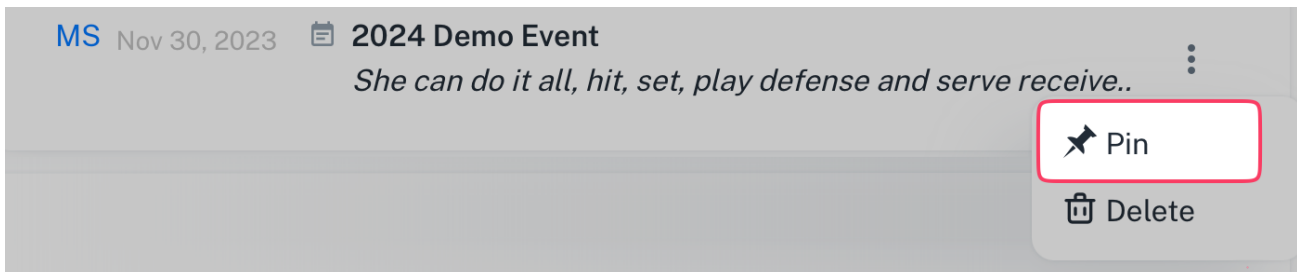 MS Nov 30, 2023 2024 Demo Event
She can do it all, hit, set, play defense and serve receive..
Pin
Delete